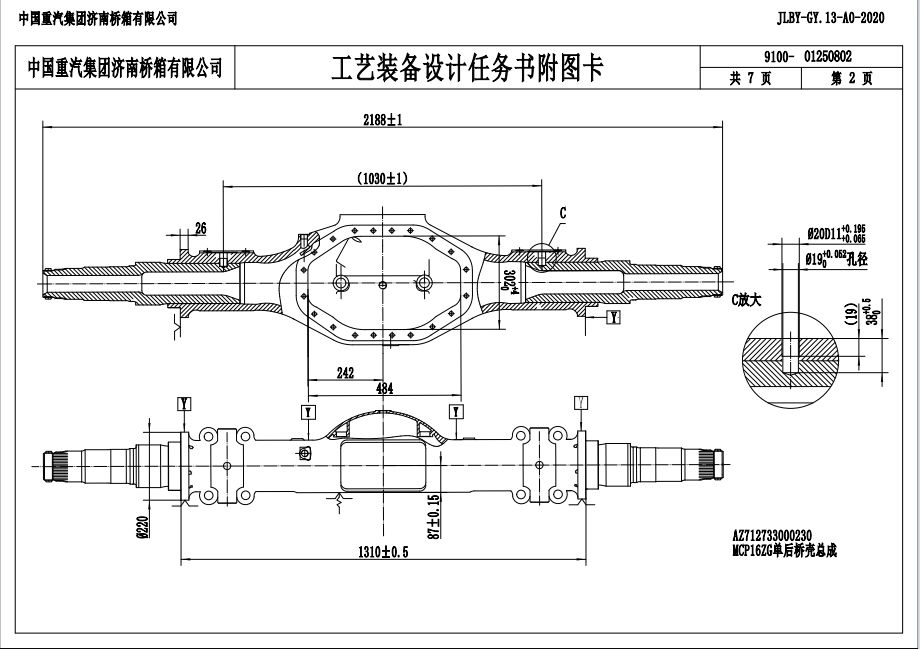 中国重汽集团济南桥箱有限公司
JLBY-GY.13-A0-2020
中国重汽集团济南桥箱有限公司
工艺装备设计任务书附图卡
9100- 01250802
共 7 页
第 2 页
2188±1
(1030±1)
26
C
Ø20D11+0.195 +0.065
Ø19+0.052 0孔径
302+4 0
C放大
(19)
38+0.5 0
Y
242
484
Y
Y
Y
Y
Ø220
87±0.15
1310±0.5
AZ712733000230
MCP16ZG单后桥壳总成